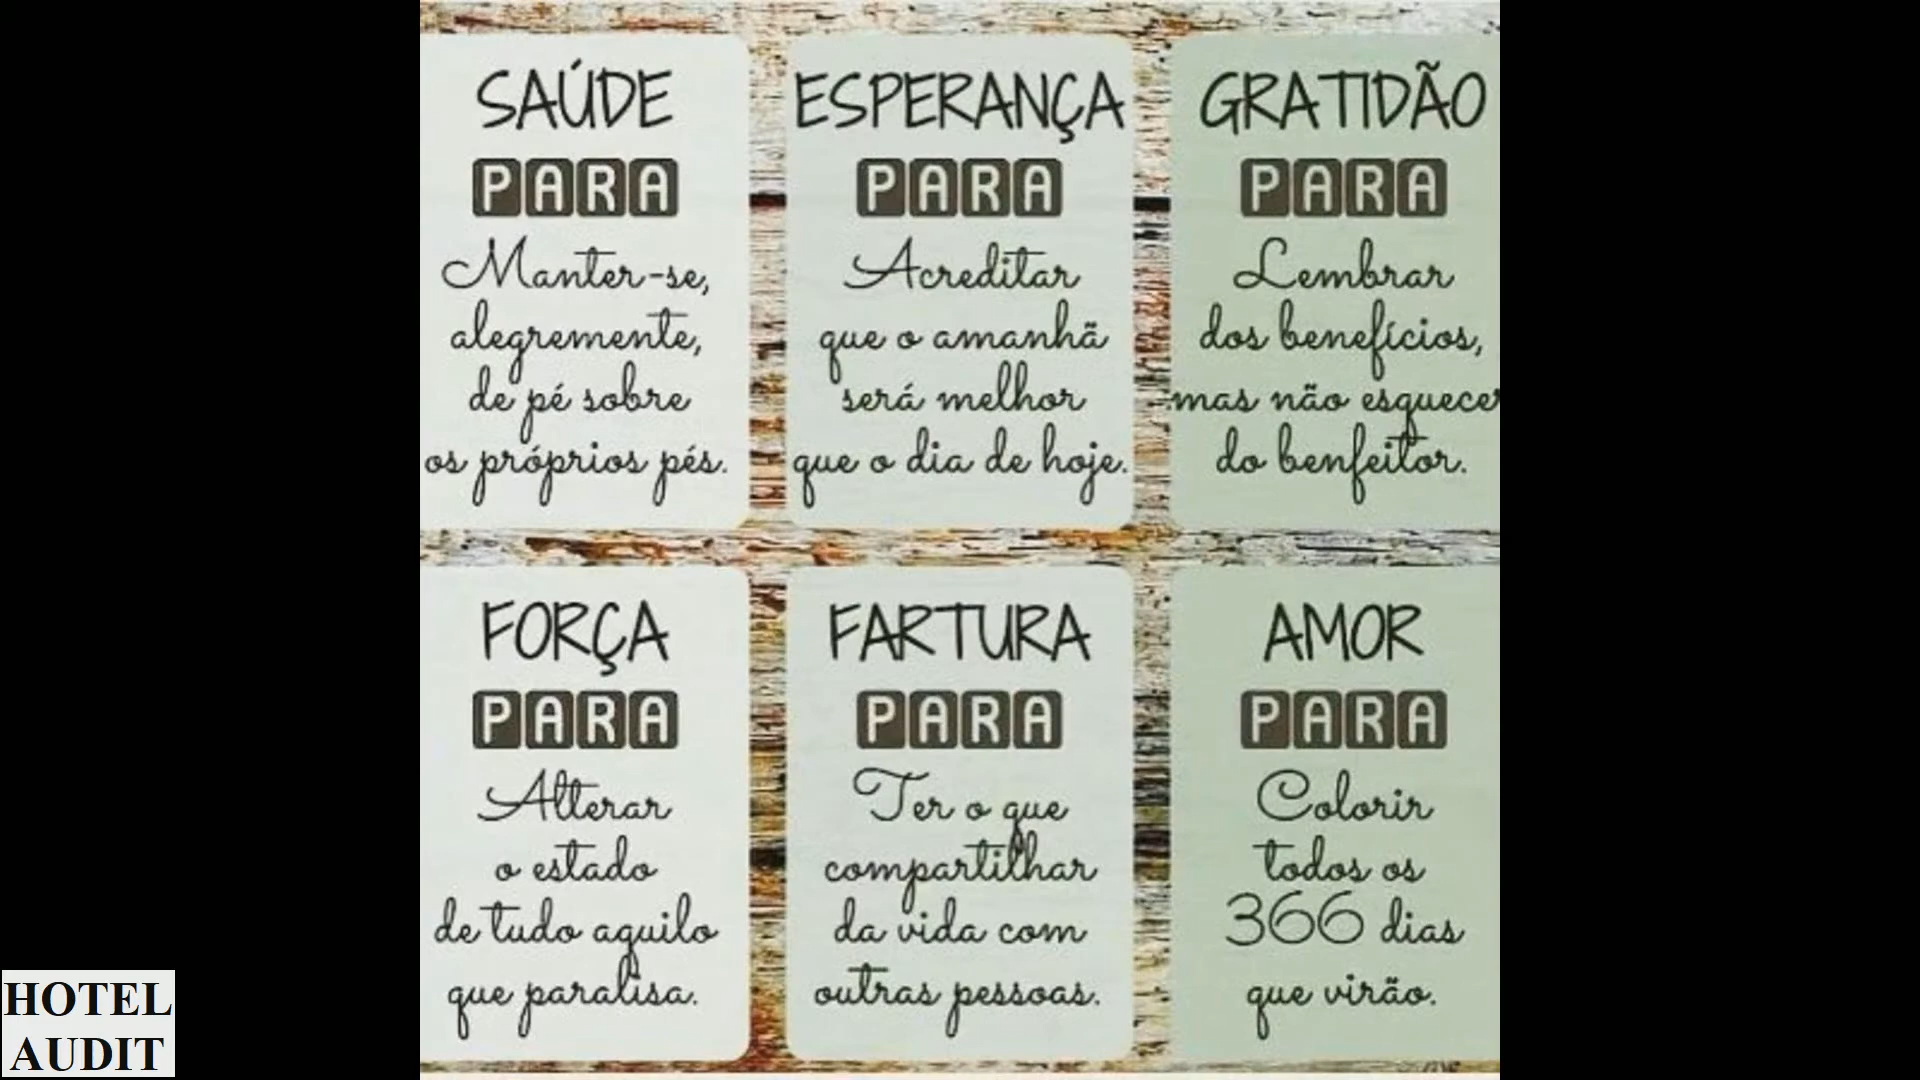 SAÚDE
PARA
Manter-se,
alegremente,
de pé sobre
os próprios pés.
ESPERANÇA
PARA
Acreditar
que o amanhã
será melhor
que o dia de hoje.
GRATIDÃO
PARA
Lembrar
dos benefícios,
mas não esquecer
do benfeitor.
FORÇA
PARA
Alterar
o estado
de tudo aquilo
que paralisa.
FARTURA
PARA
Ter o que
compartilhar
da vida com
outras pessoas.
AMOR
PARA
Colorir
todos os
366 dias
que virão.
HOTEL
AUDIT